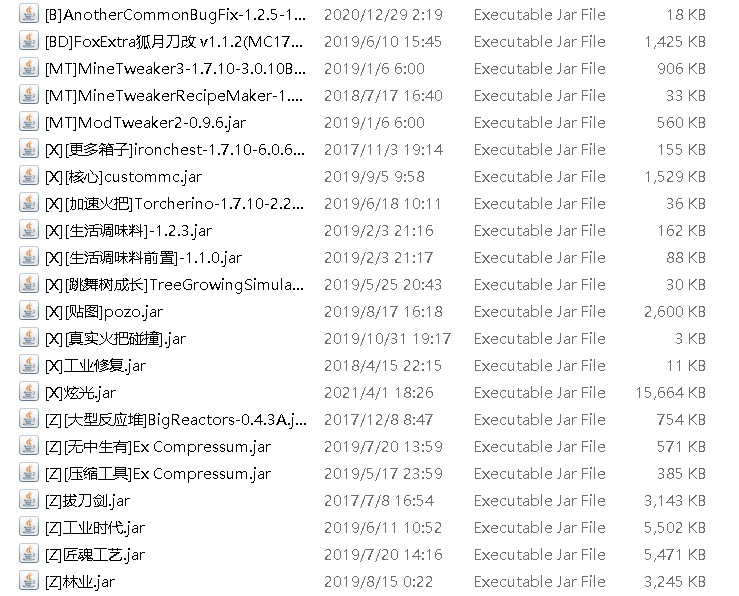 [B]AnotherCommonBugFix-1.2.5-1... 2020/12/29 2:19 Executable Jar File 18 KB
[BD]FoxExtra狐月刀改 v1.1.2(MC17... 2019/6/10 15:45 Executable Jar File 1,425 KB
[MT]MineTweaker3-1.7.10-3.0.10B... 2019/1/6 6:00 Executable Jar File 906 KB
[MT]MineTweakerRecipeMaker-1.... 2018/7/17 16:40 Executable Jar File 33 KB
[MT]ModTweaker2-0.9.6.jar 2019/1/6 6:00 Executable Jar File 560 KB
[X][更多箱子]ironchest-1.7.10-6.0.6... 2017/11/3 19:14 Executable Jar File 155 KB
[X][核心]custommc.jar 2019/9/5 9:58 Executable Jar File 1,529 KB
[X][加速火把]Torcherino-1.7.10-2.2... 2019/6/18 10:11 Executable Jar File 36 KB
[X][生活调味料]-1.2.3.jar 2019/2/3 21:16 Executable Jar File 162 KB
[X][生活调味料前置]-1.1.0.jar 2019/2/3 21:17 Executable Jar File 88 KB
[X][跳舞树成长]TreeGrowingSimula... 2019/5/25 20:43 Executable Jar File 30 KB
[X][贴图]pozo.jar 2019/8/17 16:18 Executable Jar File 2,600 KB
[X][真实火把碰撞].jar 2019/10/31 19:17 Executable Jar File 3 KB
[X]工业修复.jar 2018/4/15 22:15 Executable Jar File 11 KB
[X]炫光.jar 2021/4/1 18:26 Executable Jar File 15,664 KB
[Z][大型反应堆]BigReactors-0.4.3A.j... 2017/12/8 8:47 Executable Jar File 754 KB
[Z][无中生有]Ex Compressum.jar 2019/7/20 13:59 Executable Jar File 571 KB
[Z][压缩工具]Ex Compressum.jar 2019/5/17 23:59 Executable Jar File 385 KB
[Z]拔刀剑.jar 2017/7/8 16:54 Executable Jar File 3,143 KB
[Z]工业时代.jar 2019/6/11 10:52 Executable Jar File 5,502 KB
[Z]匠魂工艺.jar 2019/7/20 14:16 Executable Jar File 5,471 KB
[Z]林业.jar 2019/8/15 0:22 Executable Jar File 3,245 KB